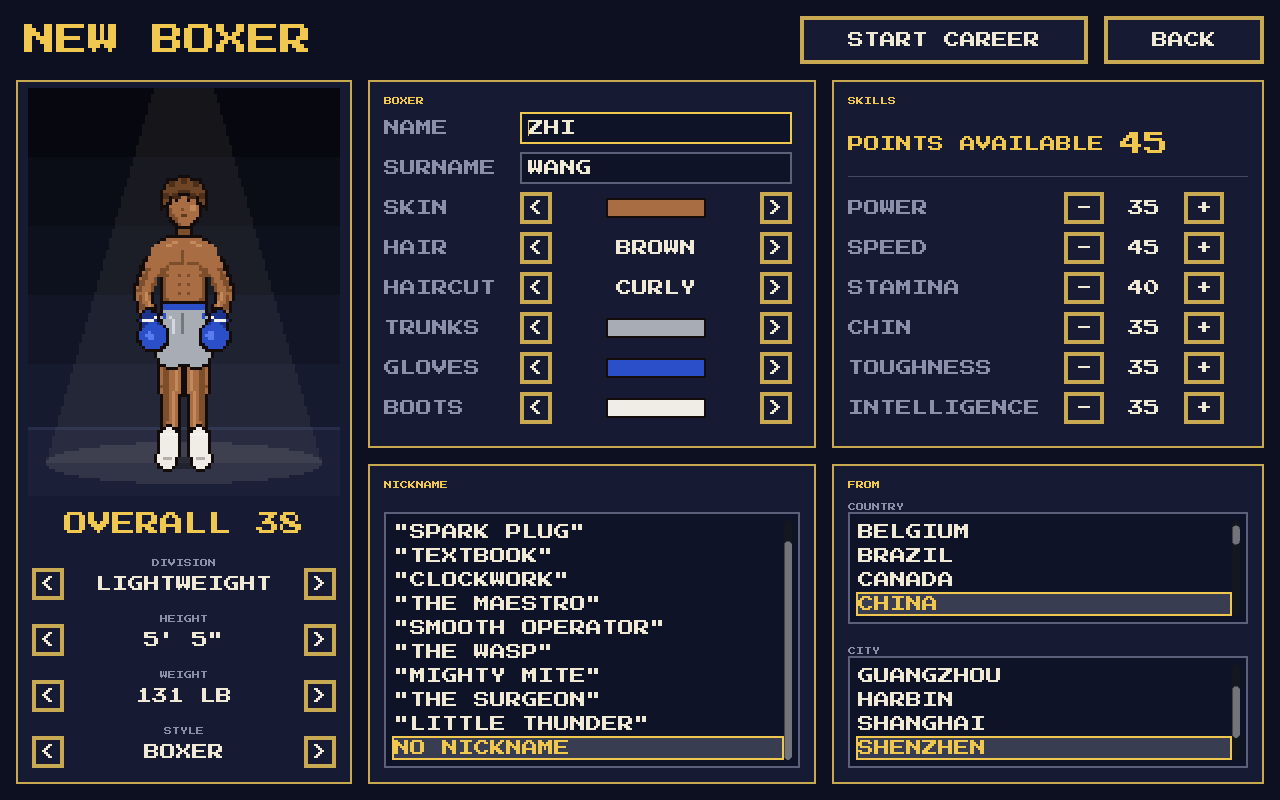 NEW BOXER
START CAREER
BACK
OVERALL 38
DIVISION
< LIGHTWEIGHT >
HEIGHT
< 5' 5" >
WEIGHT
< 131 LB >
STYLE
< BOXER >
BOXER
NAME ZHI
SURNAME WANG
SKIN < >
HAIR < BROWN >
HAIRCUT < CURLY >
TRUNKS < >
GLOVES < >
BOOTS < >
SKILLS
POINTS AVAILABLE 45
POWER - 35 +
SPEED - 45 +
STAMINA - 40 +
CHIN - 35 +
TOUGHNESS - 35 +
INTELLIGENCE - 35 +
NICKNAME
"SPARK PLUG"
"TEXTBOOK"
"CLOCKWORK"
"THE MAESTRO"
"SMOOTH OPERATOR"
"THE WASP"
"MIGHTY MITE"
"THE SURGEON"
"LITTLE THUNDER"
NO NICKNAME
FROM
COUNTRY
BELGIUM
BRAZIL
CANADA
CHINA
CITY
GUANGZHOU
HARBIN
SHANGHAI
SHENZHEN